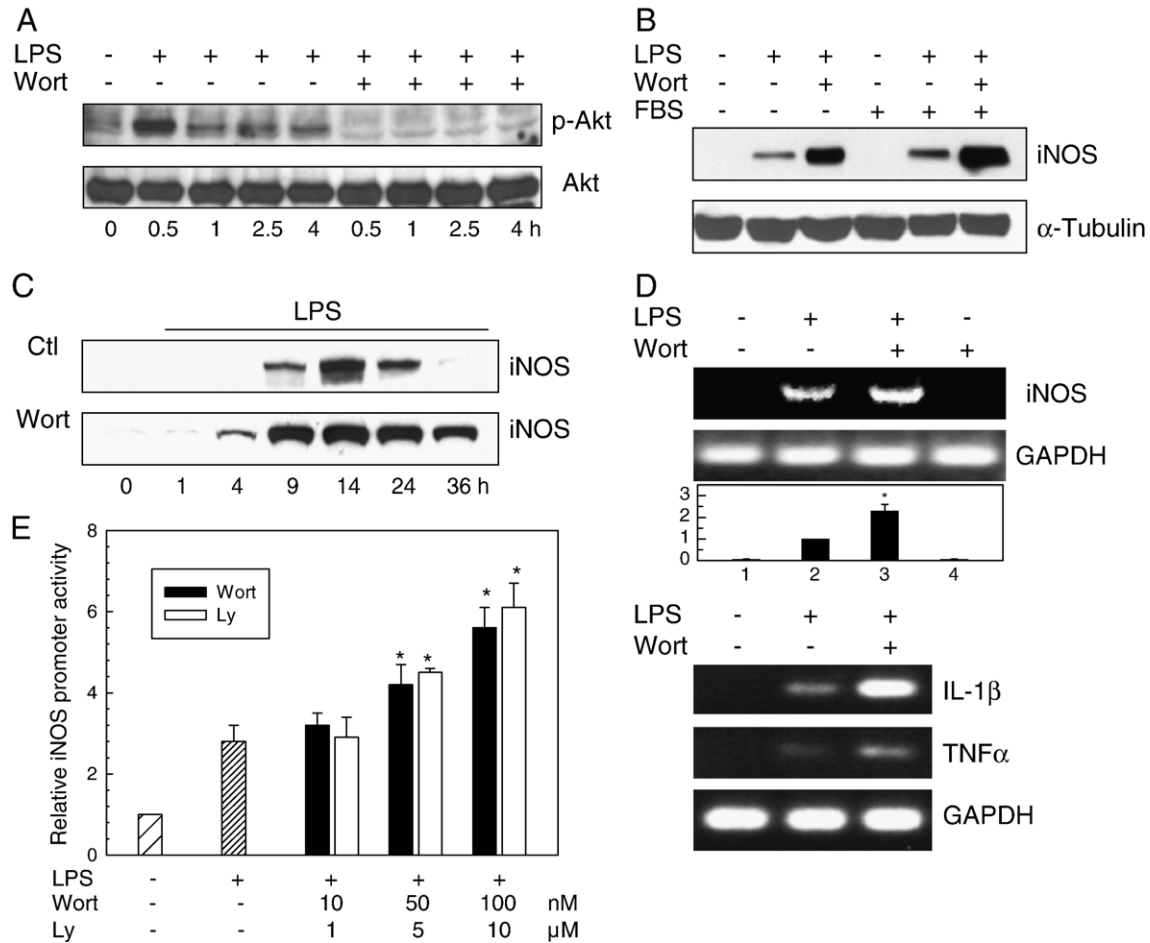 A
LPS - + + + + + + + +
Wort - - - - - + + + +
p-Akt
Akt
0 0.5 1 2.5 4 0.5 1 2.5 4 h
B
LPS - + + - + +
Wort - - + - - +
FBS - - - + + +
iNOS
α-Tubulin
C
LPS
Ctl iNOS
Wort iNOS
0 1 4 9 14 24 36 h
D
LPS - + + -
Wort - - + +
iNOS
GAPDH
3
2
1
0
*
1 2 3 4
LPS - + +
Wort - - +
IL-1β
TNFα
GAPDH
E
Relative iNOS promoter activity
8
6
4
2
0
Wort
Ly
* * * *
LPS - + + + +
Wort - - 10 50 100 nM
Ly - - 1 5 10 μM